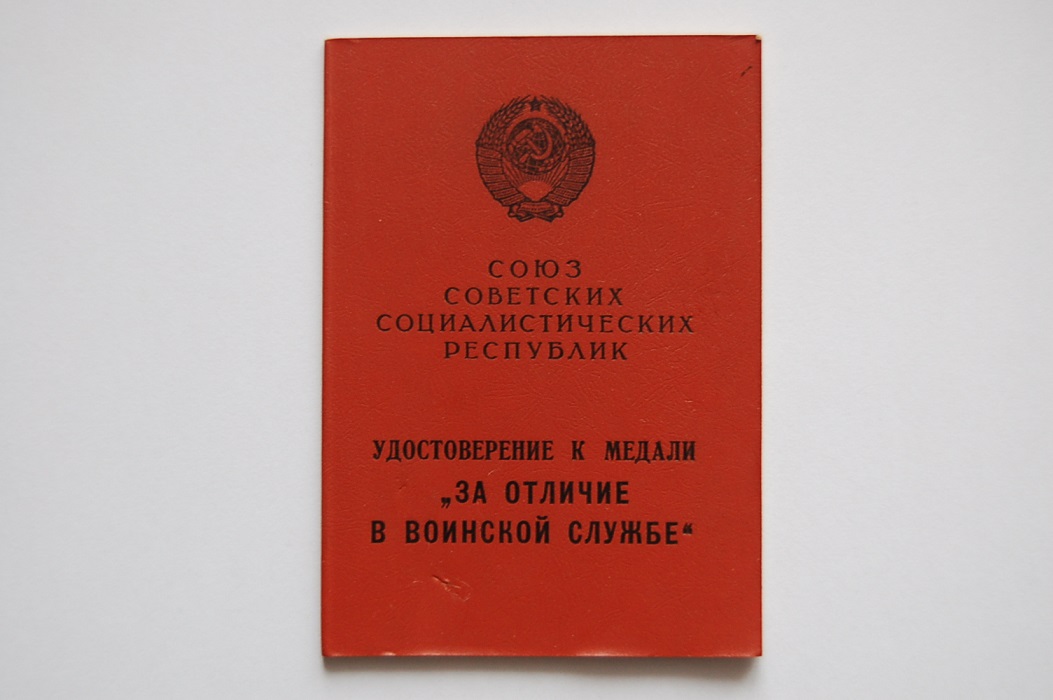 СОЮЗ
СОВЕТСКИХ
СОЦИАЛИСТИЧЕСКИХ
РЕСПУБЛИК
УДОСТОВЕРЕНИЕ К МЕДАЛИ
„ЗА ОТЛИЧИЕ
В ВОИНСКОЙ СЛУЖБЕ“